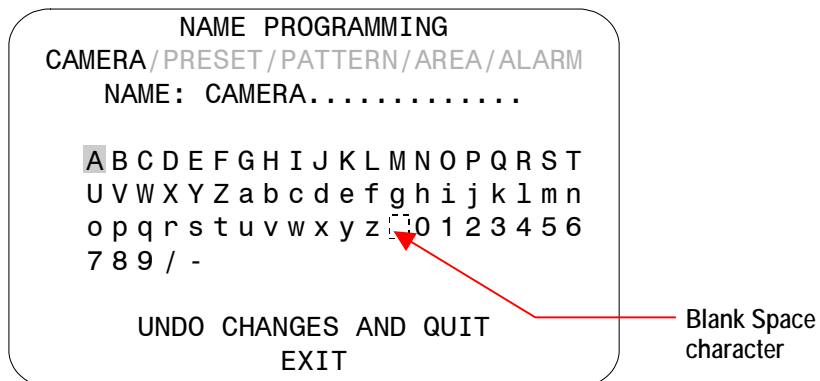 NAME PROGRAMMING
CAMERA/PRESET/PATTERN/AREA/ALARM
NAME: CAMERA.............
A B C D E F G H I J K L M N O P Q R S T
U V W X Y Z a b c d e f g h i j k l m n
o p q r s t u v w x y z 0 1 2 3 4 5 6
7 8 9 / -
UNDO CHANGES AND QUIT
EXIT
Blank Space
character